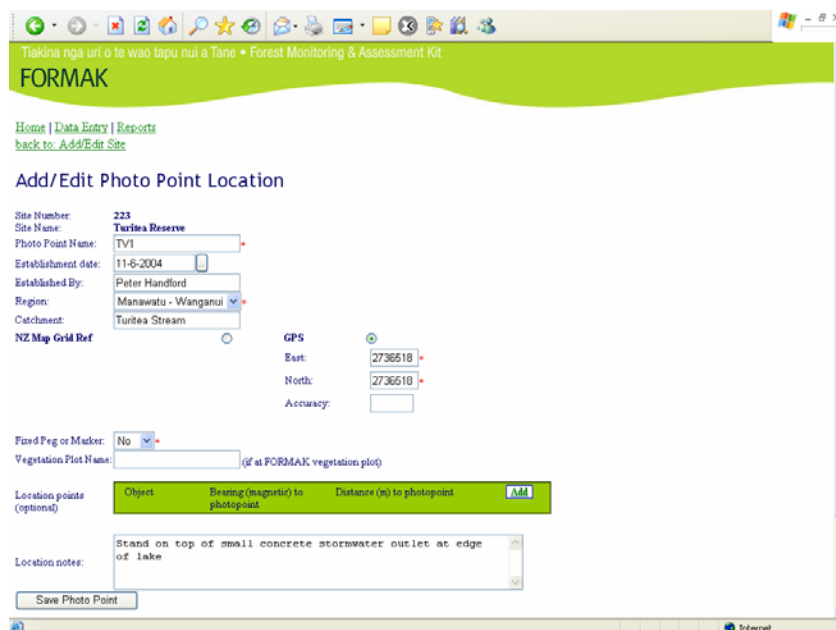 Tiakina nga uri o te wao tapu nui a Tane • Forest Monitoring & Assessment Kit
FORMAK
Home | Data Entry | Reports
back to: Add/Edit Site
Add/Edit Photo Point Location
Site Number: 223
Site Name: Turitea Reserve
Photo Point Name: TV1 *
Establishment date: 11-6-2004 ...
Established By: Peter Handford
Region: Manawatu - Wanganui *
Catchment: Turitea Stream
NZ Map Grid Ref GPS
East: 2736518 *
North: 2736518 *
Accuracy:
Fixed Peg or Marker: No *
Vegetation Plot Name: (if at FORMAK vegetation plot)
Location points (optional)
Object Bearing (magnetic) to photopoint Distance (m) to photopoint Add
Location notes:
Stand on top of small concrete stormwater outlet at edge
of lake
Save Photo Point
Internet